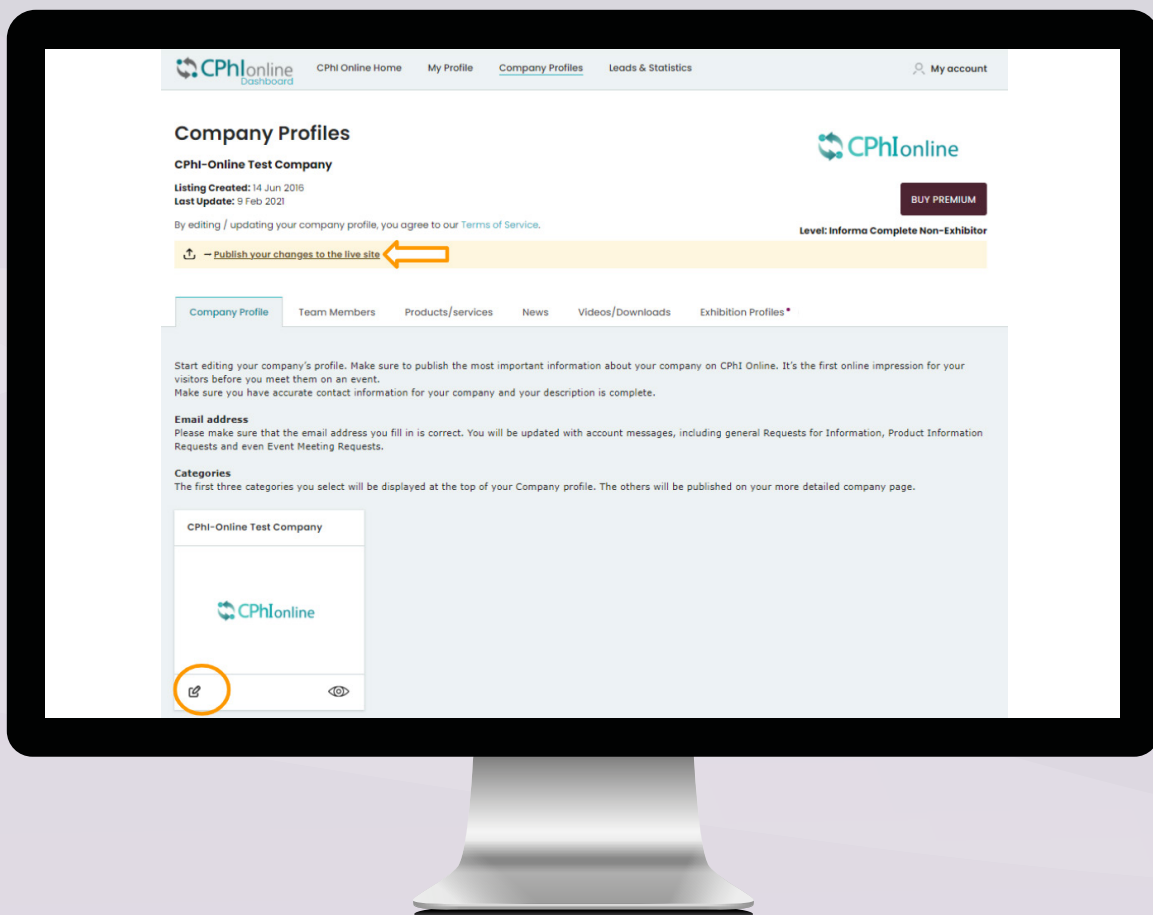 CPhIonline
Dashboard
CPhI Online Home
My Profile
Company Profiles
Leads & Statistics
My account
Company Profiles
CPhI-Online Test Company
Listing Created: 14 Jun 2016
Last Update: 9 Feb 2021
By editing / updating your company profile, you agree to our Terms of Service.
CPhIonline
BUY PREMIUM
Level: Informa Complete Non-Exhibitor
– Publish your changes to the live site
Company Profile
Team Members
Products/services
News
Videos/Downloads
Exhibition Profiles
Start editing your company's profile. Make sure to publish the most important information about your company on CPhI Online. It's the first online impression for your
visitors before you meet them on an event.
Make sure you have accurate contact information for your company and your description is complete.
Email address
Please make sure that the email address you fill in is correct. You will be updated with account messages, including general Requests for Information, Product Information
Requests and even Event Meeting Requests.
Categories
The first three categories you select will be displayed at the top of your Company profile. The others will be published on your more detailed company page.
CPhI-Online Test Company
CPhIonline